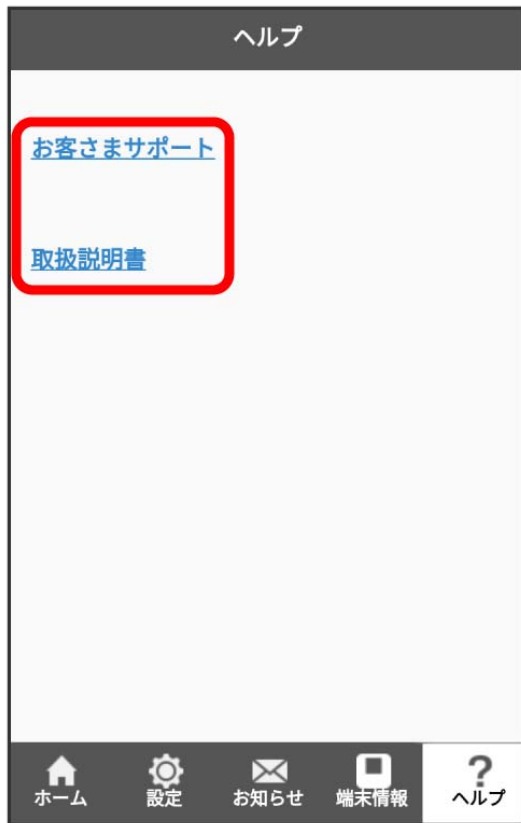 ヘルプ
お客さまサポート
取扱説明書
ホーム
設定
お知らせ
端末情報
?
ヘルプ